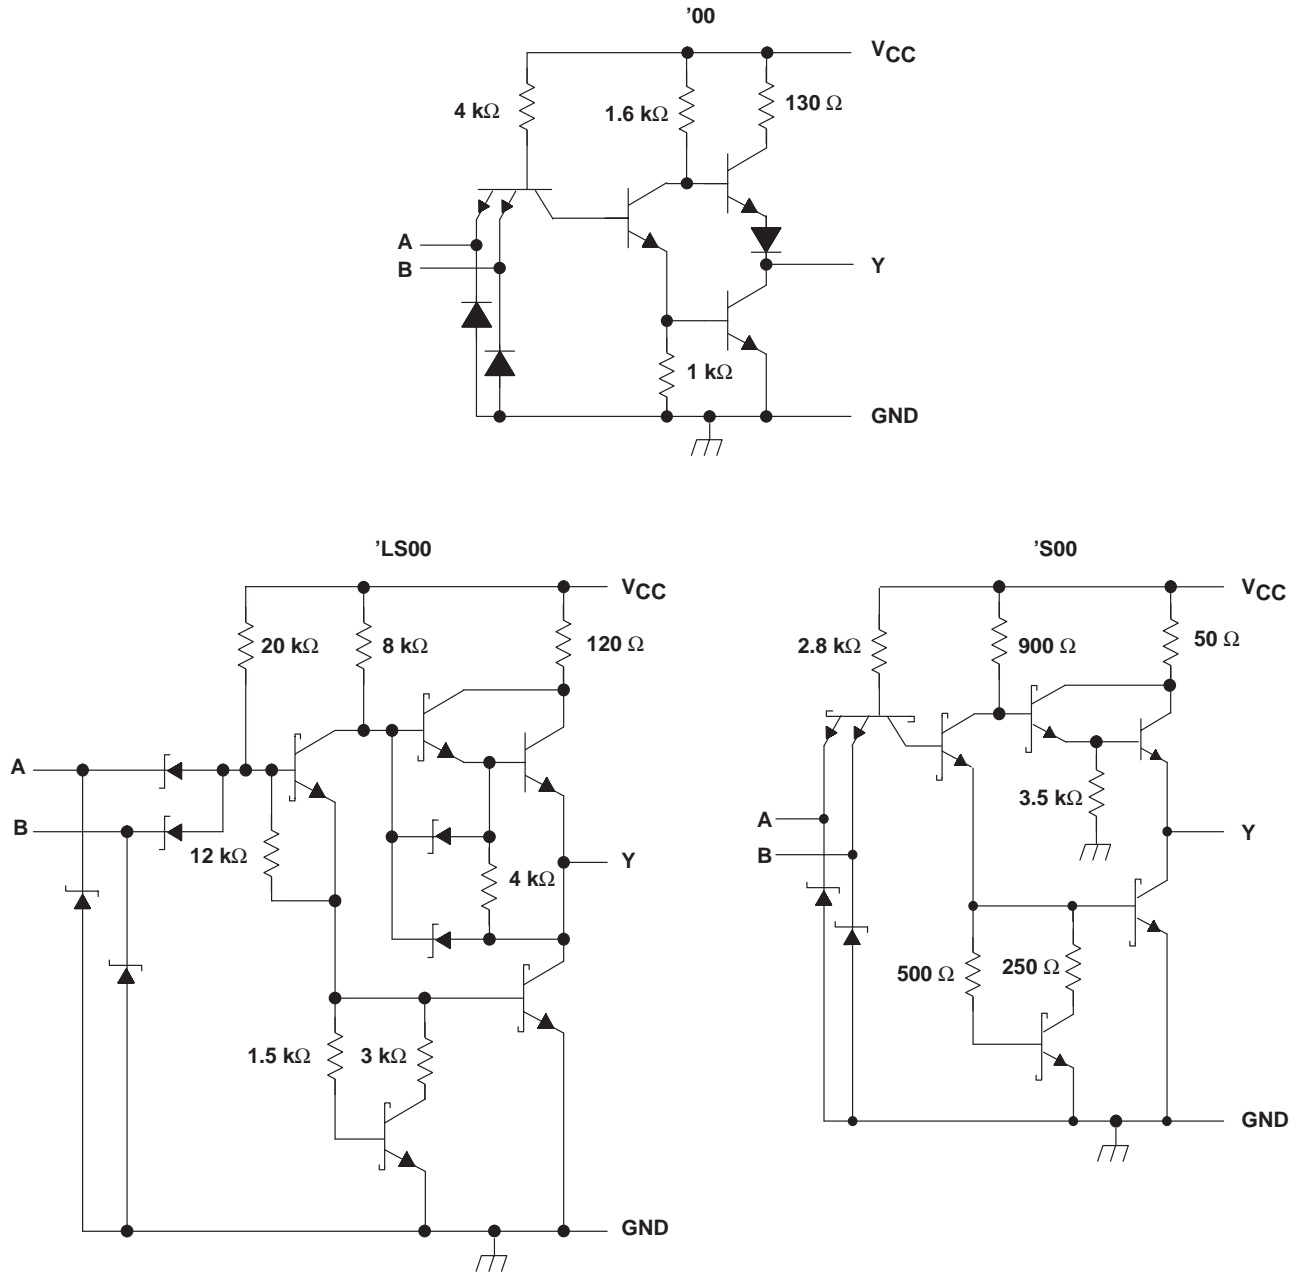 ’00
VCC
4 kΩ
1.6 kΩ
130 Ω
A
B
Y
1 kΩ
GND
’LS00
VCC
20 kΩ
8 kΩ
120 Ω
A
B
12 kΩ
Y
4 kΩ
1.5 kΩ
3 kΩ
GND
’S00
VCC
2.8 kΩ
900 Ω
50 Ω
3.5 kΩ
A
B
Y
500 Ω
250 Ω
GND